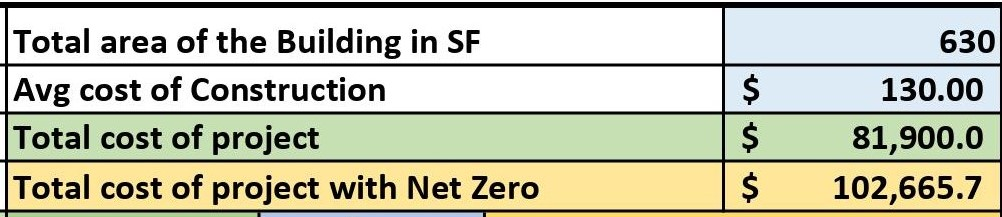 Total area of the Building in SF 630
Avg cost of Construction $ 130.00
Total cost of project $ 81,900.0
Total cost of project with Net Zero $ 102,665.7